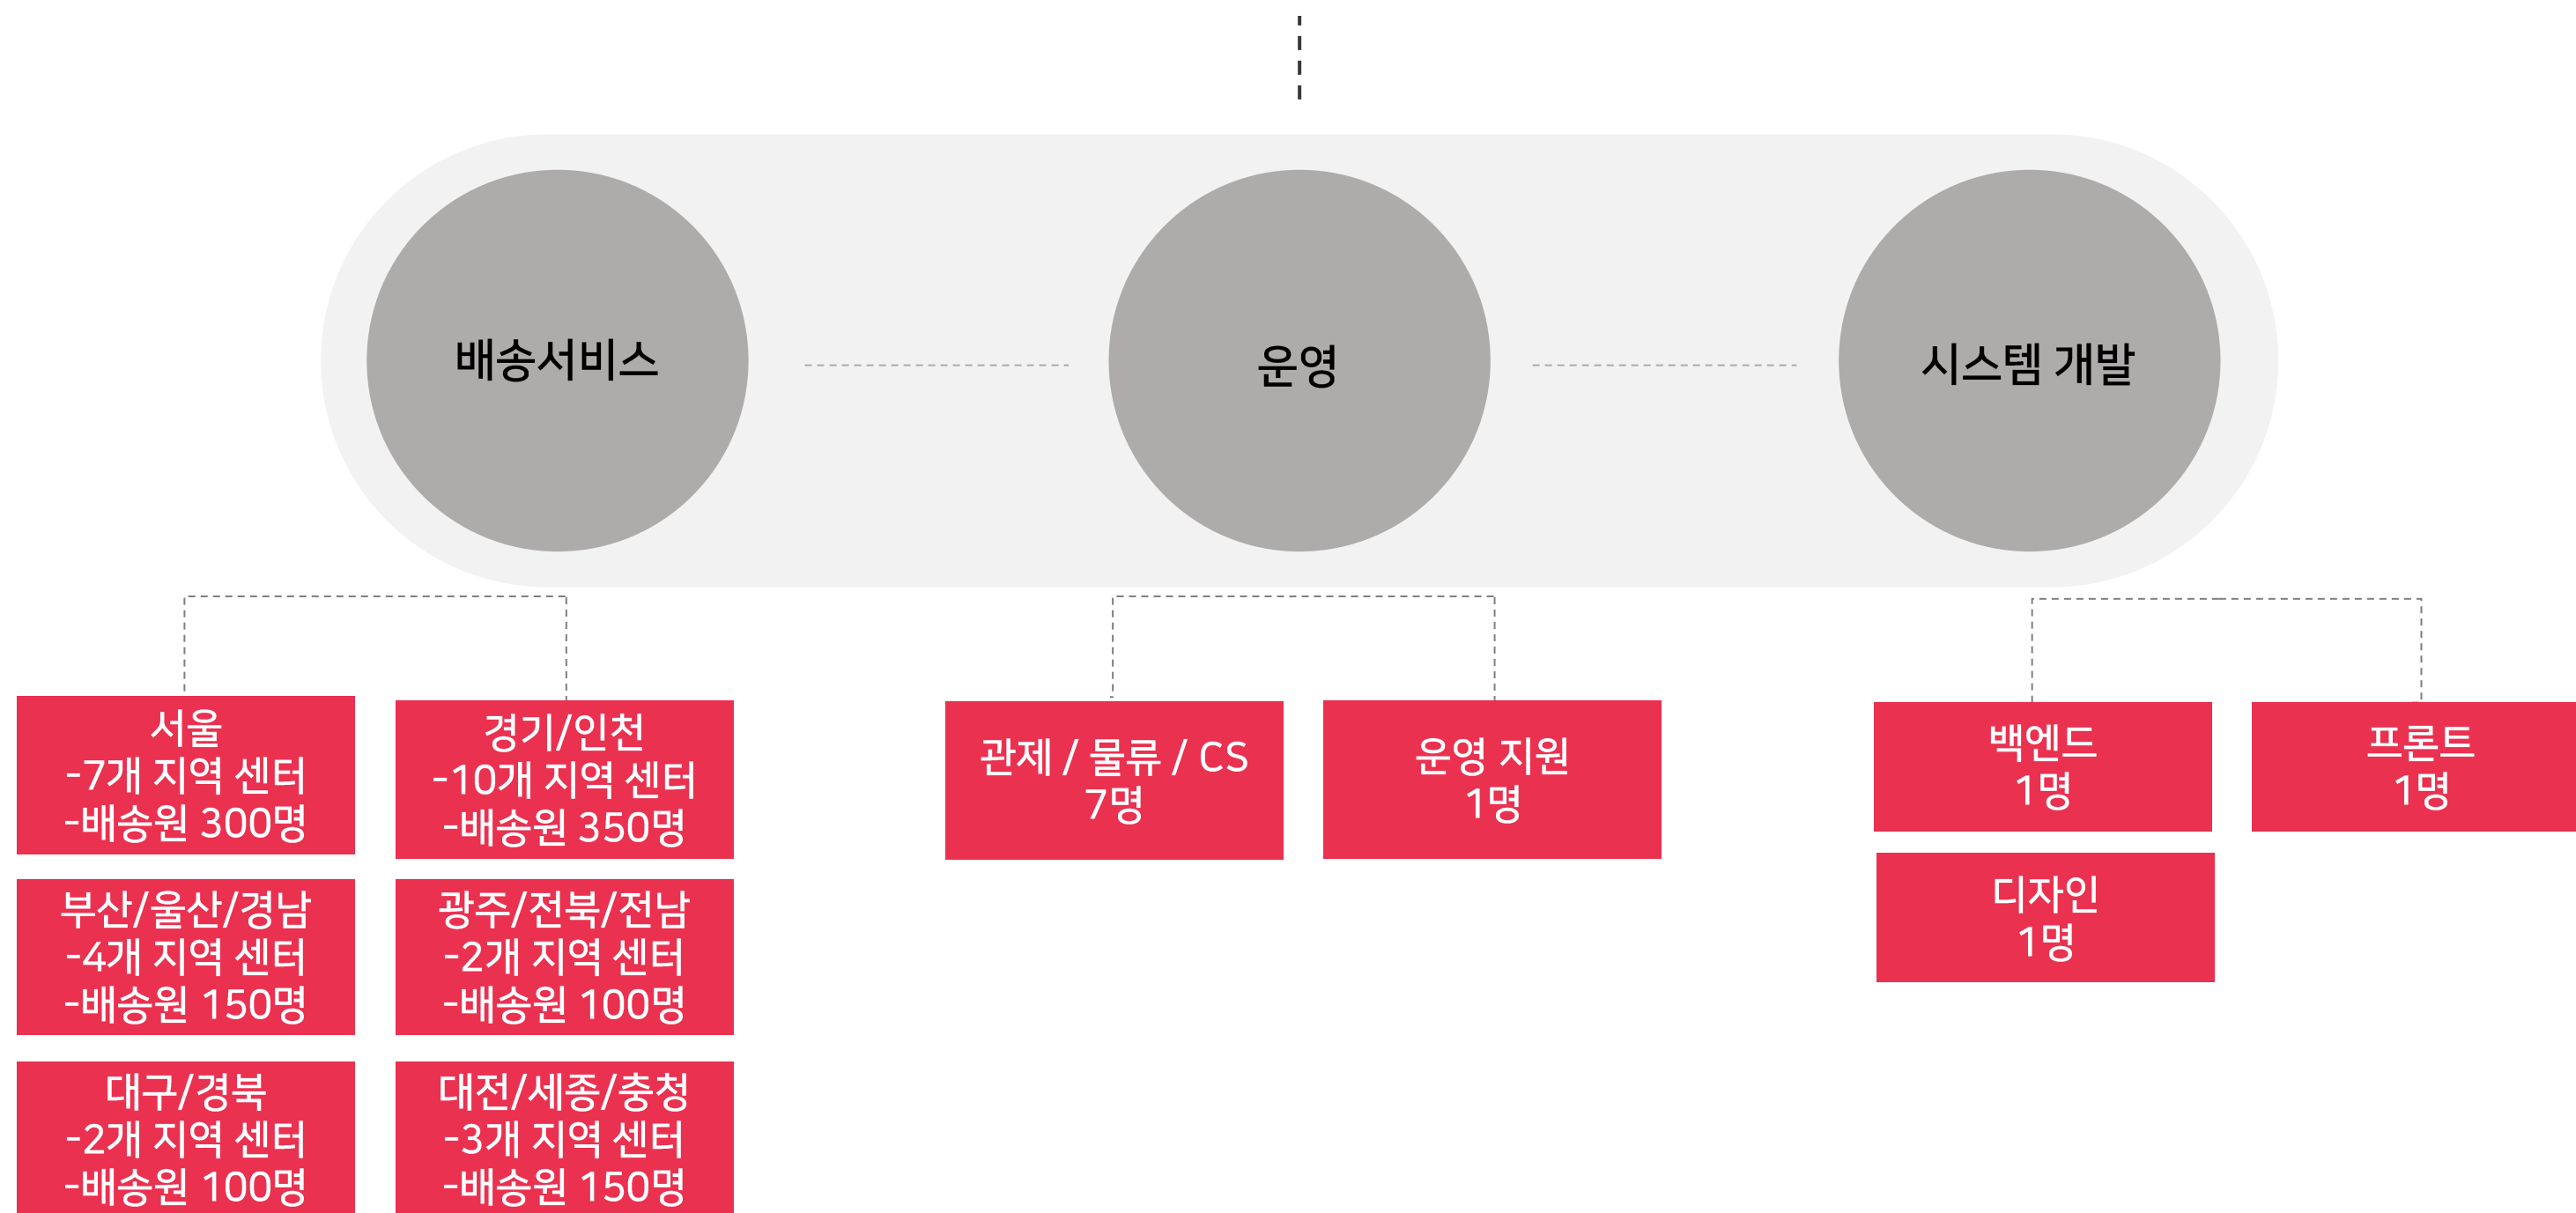 배송서비스
운영
시스템 개발
서울
-7개 지역 센터
-배송원 300명
경기/인천
-10개 지역 센터
-배송원 350명
부산/울산/경남
-4개 지역 센터
-배송원 150명
광주/전북/전남
-2개 지역 센터
-배송원 100명
대구/경북
-2개 지역 센터
-배송원 100명
대전/세종/충청
-3개 지역 센터
-배송원 150명
관제 / 물류 / CS
7명
운영 지원
1명
백엔드
1명
프론트
1명
디자인
1명